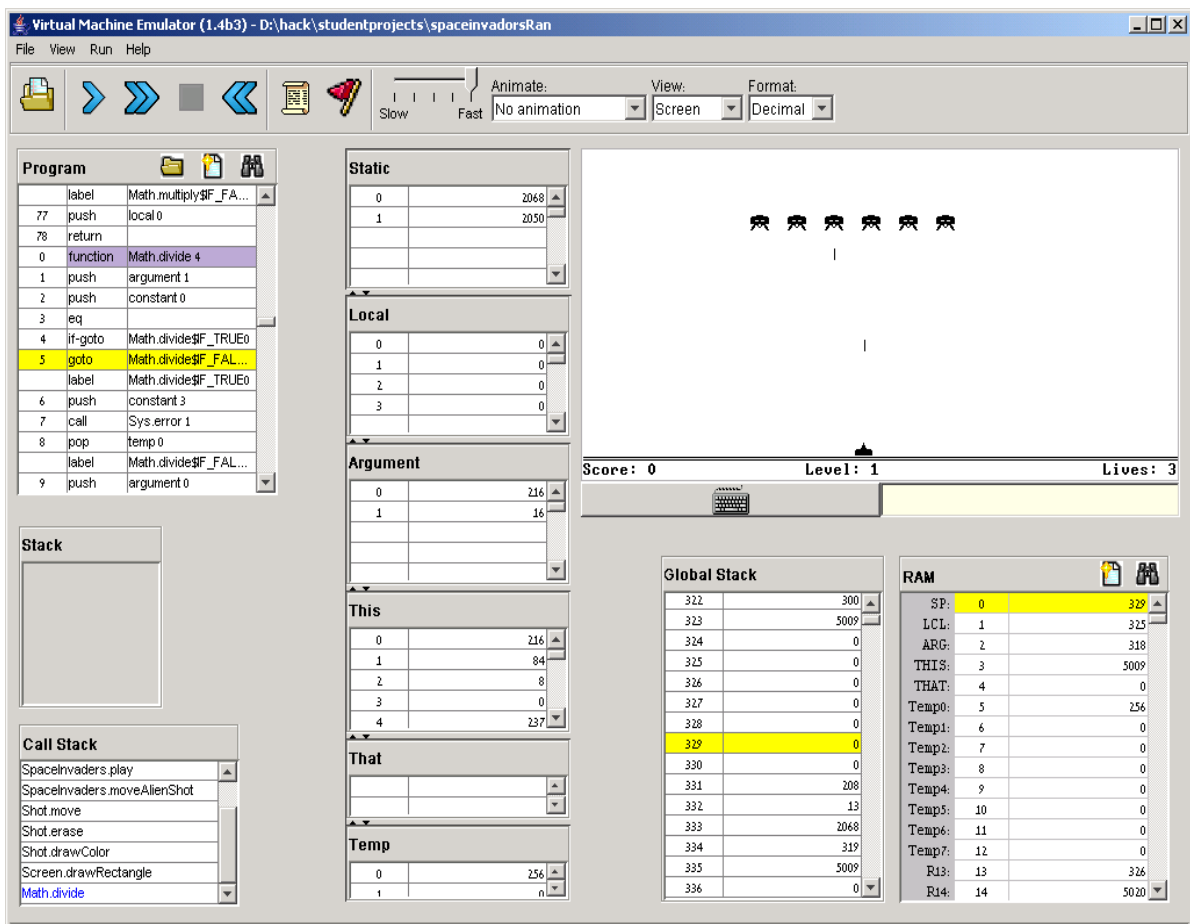 Virtual Machine Emulator (1.4b3) - D:\hack\studentprojects\spaceinvadorsRan
File View Run Help
Animate: View: Format:
Slow Fast No animation Screen Decimal
Program
label Math.multiply$IF_FA...
77 push local 0
78 return
0 function Math.divide 4
1 push argument 1
2 push constant 0
3 eq
4 if-goto Math.divide$IF_TRUE0
5 goto Math.divide$IF_FAL...
label Math.divide$IF_TRUE0
6 push constant 3
7 call Sys.error 1
8 pop temp 0
label Math.divide$IF_FAL...
9 push argument 0
Stack
Call Stack
SpaceInvaders.play
SpaceInvaders.moveAlienShot
Shot.move
Shot.erase
Shot.drawColor
Screen.drawRectangle
Math.divide
Static
0 2068
1 2050
Local
0 0
1 0
2 0
3 0
Argument
0 216
1 16
This
0 216
1 84
2 8
3 0
4 237
That
Temp
0 256
1 0
Score: 0 Level: 1 Lives: 3
Global Stack
322 300
323 5009
324 0
325 0
326 0
327 0
328 0
329 0
330 0
331 208
332 13
333 2068
334 319
335 5009
336 0
RAM
SP: 0 329
LCL: 1 325
ARG: 2 318
THIS: 3 5009
THAT: 4 0
Temp0: 5 256
Temp1: 6 0
Temp2: 7 0
Temp3: 8 0
Temp4: 9 0
Temp5: 10 0
Temp6: 11 0
Temp7: 12 0
R13: 13 326
R14: 14 5020